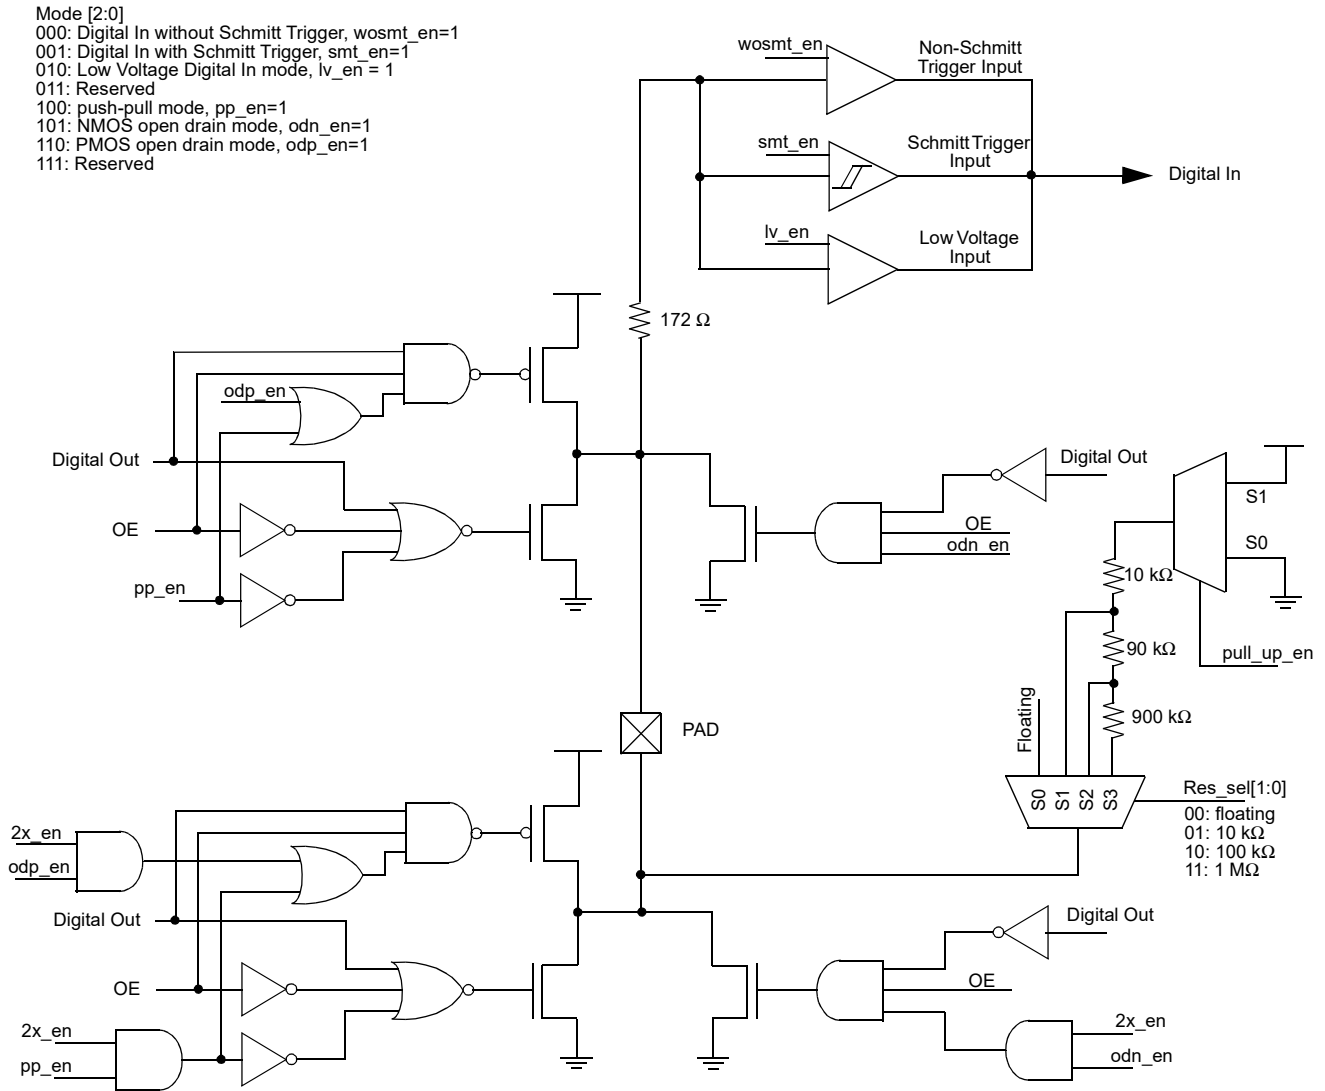 Mode [2:0]
000: Digital In without Schmitt Trigger, wosmt_en=1
001: Digital In with Schmitt Trigger, smt_en=1
010: Low Voltage Digital In mode, lv_en = 1
011: Reserved
100: push-pull mode, pp_en=1
101: NMOS open drain mode, odn_en=1
110: PMOS open drain mode, odp_en=1
111: Reserved
wosmt_en
Non-Schmitt
Trigger Input
smt_en
Schmitt Trigger
Input
Digital In
lv_en
Low Voltage
Input
172 Ω
odp_en
Digital Out
OE
pp_en
Digital Out
OE
odn_en
S1
S0
10 kΩ
90 kΩ
pull_up_en
900 kΩ
Floating
PAD
S0
S1
S2
S3
Res_sel[1:0]
00: floating
01: 10 kΩ
10: 100 kΩ
11: 1 MΩ
2x_en
odp_en
Digital Out
OE
2x_en
pp_en
Digital Out
OE
2x_en
odn_en